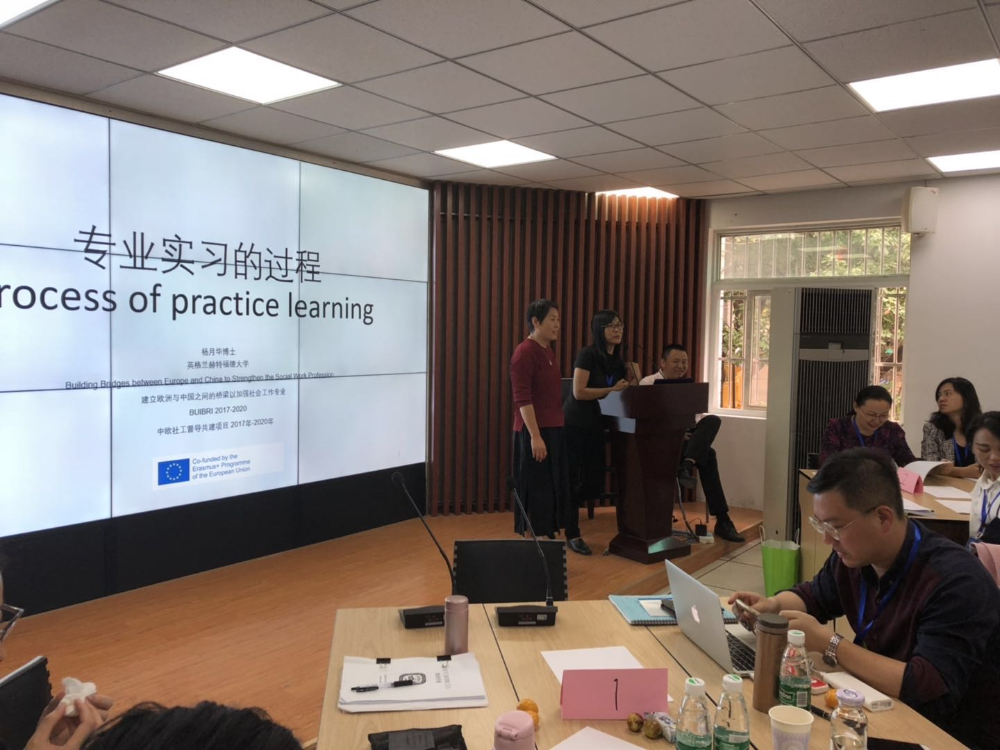 专业实习的过程
rocess of practice learning
杨月华博士
英格兰赫特福德大学
Building Bridges between Europe and China to Strengthen the Social Work Profession
建立欧洲与中国之间的桥梁以加强社会工作专业
BUIBRI 2017-2020
中欧社工督导共建项目 2017年-2020年
Co-funded by the
Erasmus+ Programme
of the European Union
1
1